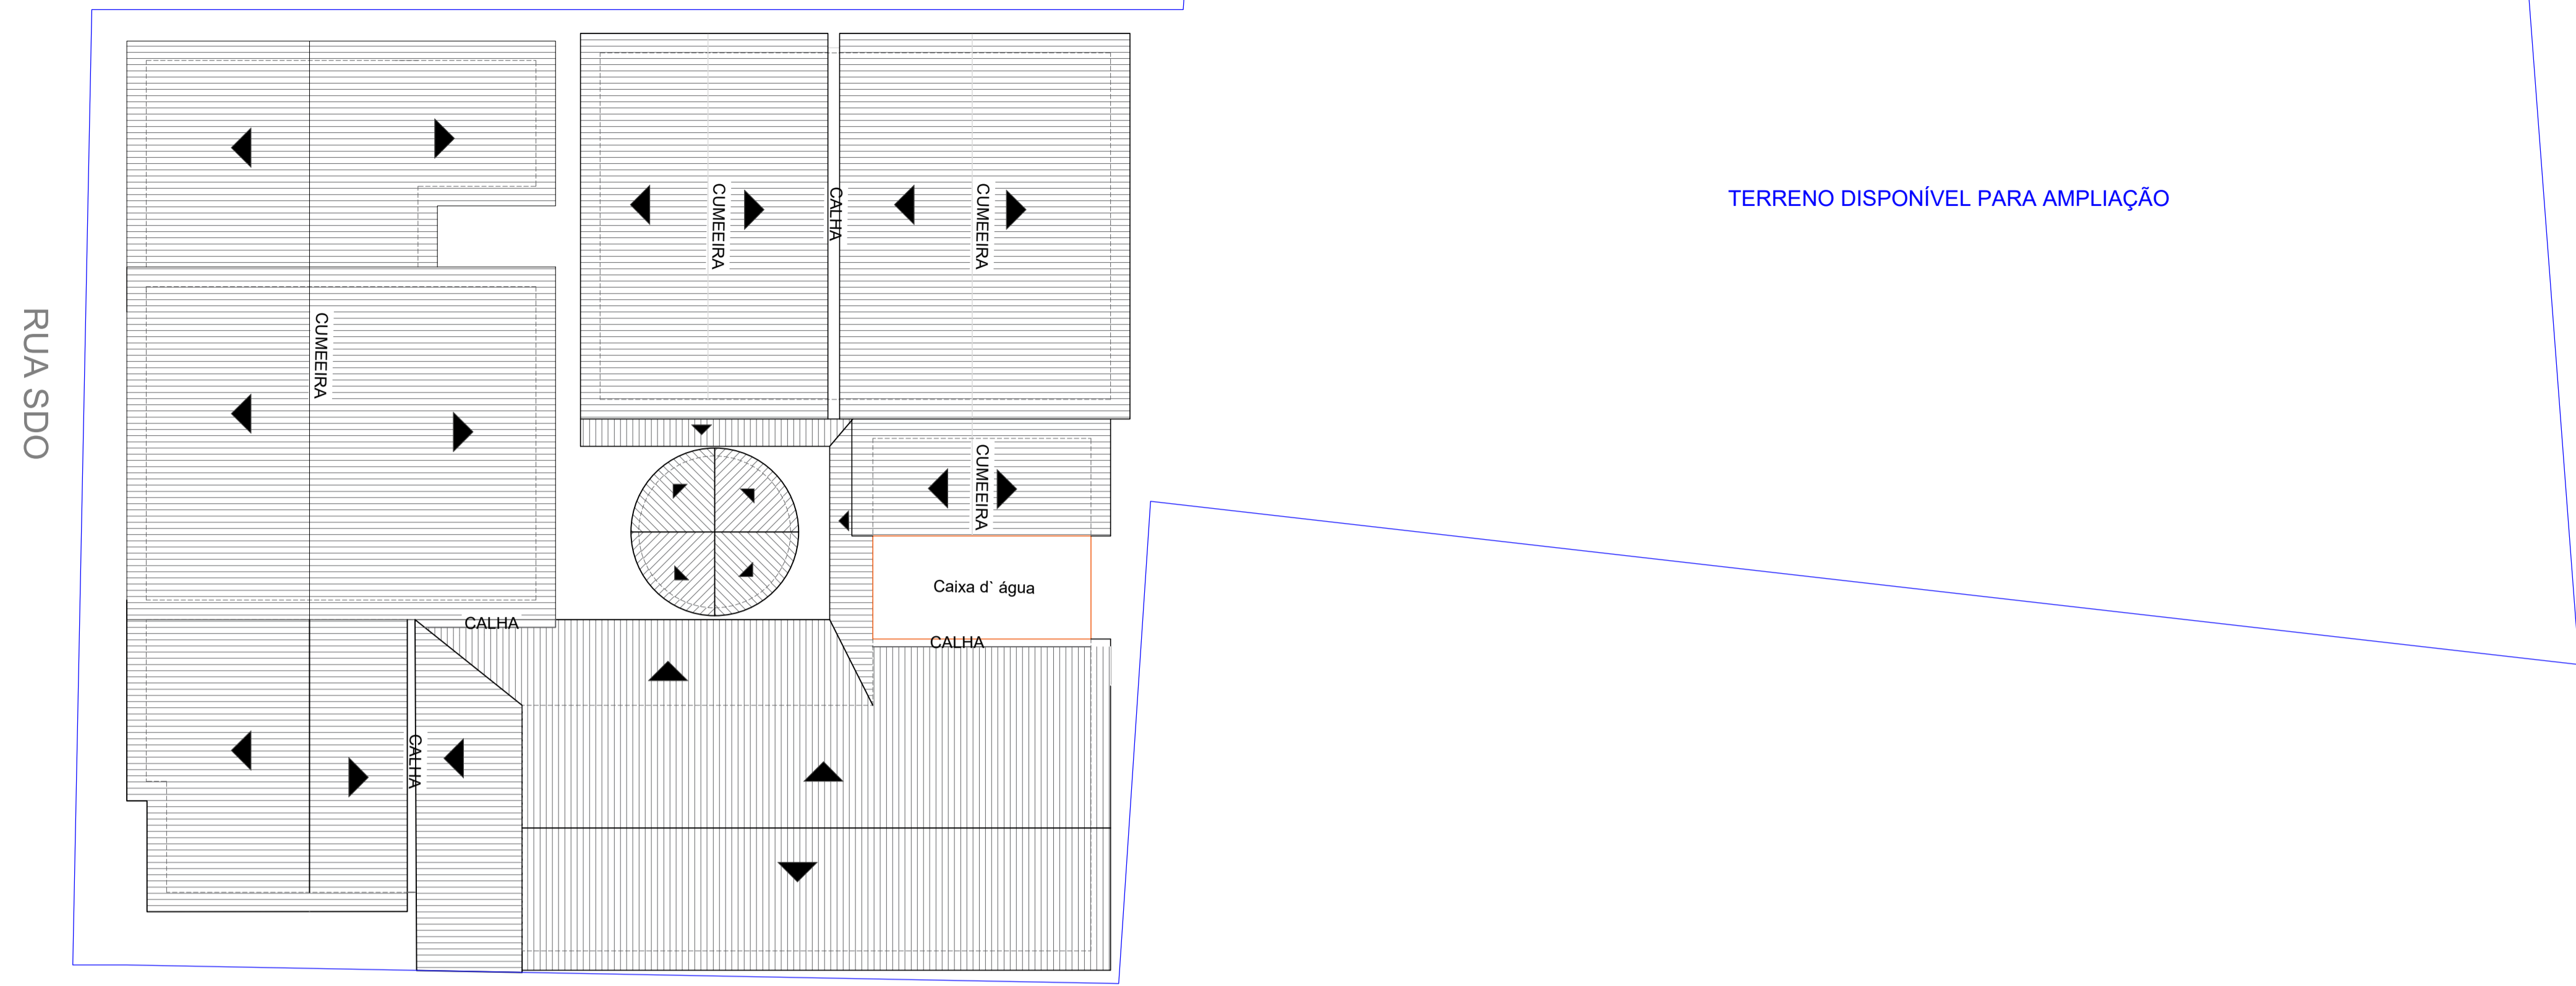 TERRENO DISPONÍVEL PARA AMPLIAÇÃO
CUMEEIRA
CALHA
CUMEEIRA
RUA SDO
CUMEEIRA
CUMEEIRA
Caixa d` água
CALHA
CALHA
CALHA